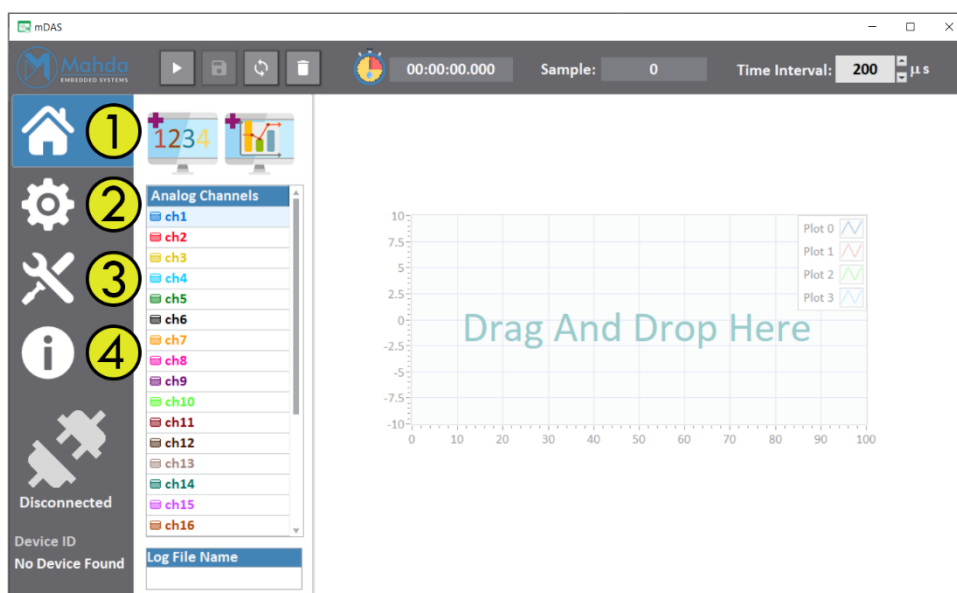 mDAS
Mahda
EMBEDDED SYSTEMS
00:00:00.000
Sample:
0
Time Interval:
200
μs
1
2
3
4
1234
Analog Channels
ch1
ch2
ch3
ch4
ch5
ch6
ch7
ch8
ch9
ch10
ch11
ch12
ch13
ch14
ch15
ch16
Log File Name
Disconnected
Device ID
No Device Found
10
7.5
5
2.5
0
-2.5
-5
-7.5
-10
0 10 20 30 40 50 60 70 80 90 100
Plot 0
Plot 1
Plot 2
Plot 3
Drag And Drop Here